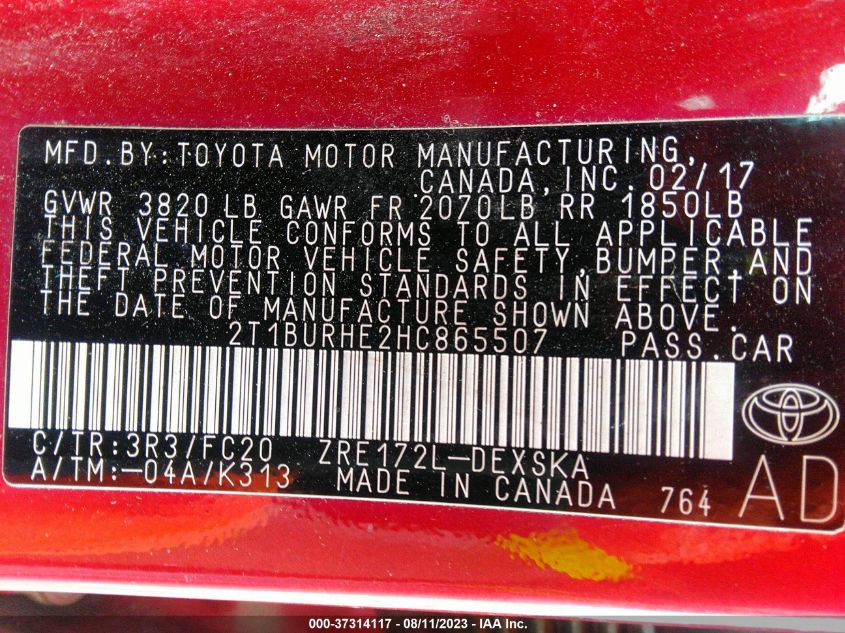 MFD.BY:TOYOTA MOTOR MANUFACTURING,
CANADA,INC.02/17
GVWR 3820LB GAWR FR2070LB RR 1850LB
THIS VEHICLE CONFORMS TO ALL APPLICABLE
FEDERAL MOTOR VEHICLE SAFETY,BUMPER,AND
THEFT PREVENTION STANDARDS IN EFFECT ON
THE DATE OF MANUFACTURE SHOWN ABOVE.
2T1BURHE2HC865507 PASS.CAR
C/TR:3R3/FC20 ZRE172L-DEXSKA
A/TM:-04A/K313 MADE IN CANADA 764
AD
000-37314117 - 08/11/2023 - IAA Inc.